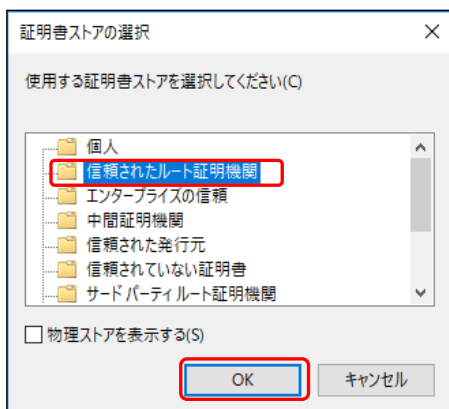 証明書ストアの選択
使用する証明書ストアを選択してください(C)
個人
信頼されたルート証明機関
エンタープライズの信頼
中間証明機関
信頼された発行元
信頼されていない証明書
サード パーティ ルート証明機関
物理ストアを表示する(S)
OK キャンセル